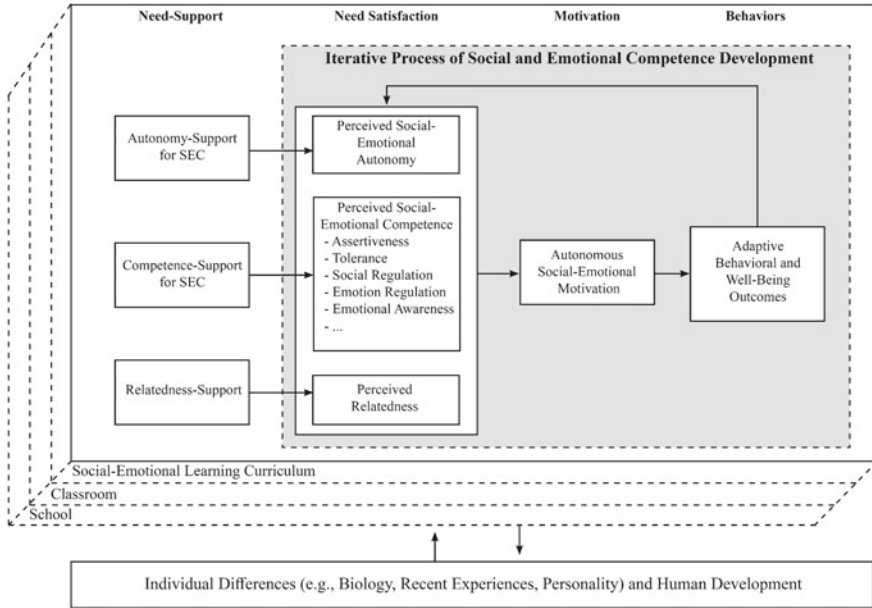 Need-Support
Need Satisfaction
Motivation
Behaviors
Iterative Process of Social and Emotional Competence Development
Autonomy-Support
for SEC
Perceived Social-
Emotional
Autonomy
Competence-Support
for SEC
Perceived Social-
Emotional Competence
- Assertiveness
- Tolerance
- Social Regulation
- Emotion Regulation
- Emotional Awareness
- ...
Autonomous
Social-Emotional
Motivation
Adaptive
Behavioral and
Well-Being
Outcomes
Relatedness-Support
Perceived
Relatedness
Social-Emotional Learning Curriculum
Classroom
School
Individual Differences (e.g., Biology, Recent Experiences, Personality) and Human Development